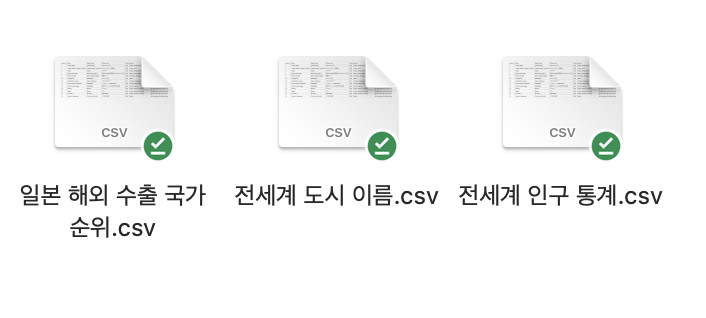 CSV
CSV
CSV
일본 해외 수출 국가
순위.csv
전세계 도시 이름.csv
전세계 인구 통계.csv